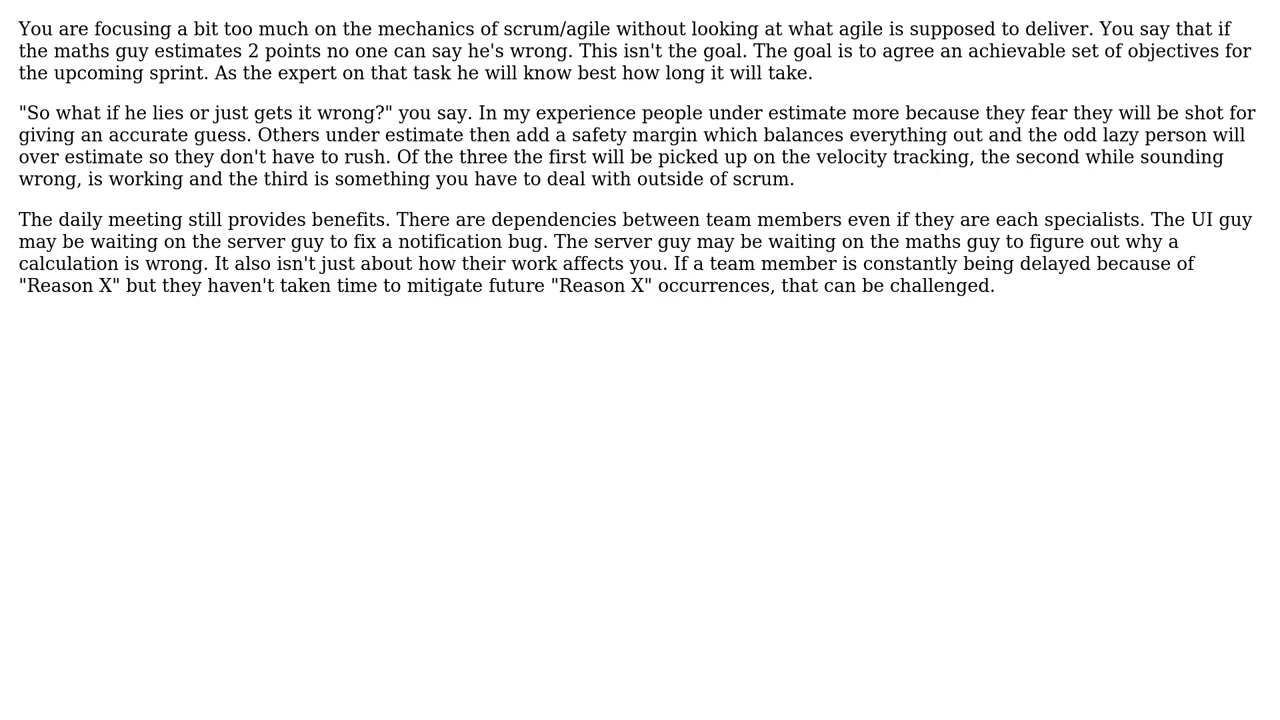 You are focusing a bit too much on the mechanics of scrum/agile without looking at what agile is supposed to deliver. You say that if
the maths guy estimates 2 points no one can say he's wrong. This isn't the goal. The goal is to agree an achievable set of objectives for
the upcoming sprint. As the expert on that task he will know best how long it will take.
"So what if he lies or just gets it wrong?" you say. In my experience people under estimate more because they fear they will be shot for
giving an accurate guess. Others under estimate then add a safety margin which balances everything out and the odd lazy person will
over estimate so they don't have to rush. Of the three the first will be picked up on the velocity tracking, the second while sounding
wrong, is working and the third is something you have to deal with outside of scrum.
The daily meeting still provides benefits. There are dependencies between team members even if they are each specialists. The UI guy
may be waiting on the server guy to fix a notification bug. The server guy may be waiting on the maths guy to figure out why a
calculation is wrong. It also isn't just about how their work affects you. If a team member is constantly being delayed because of
"Reason X" but they haven't taken time to mitigate future "Reason X" occurrences, that can be challenged.